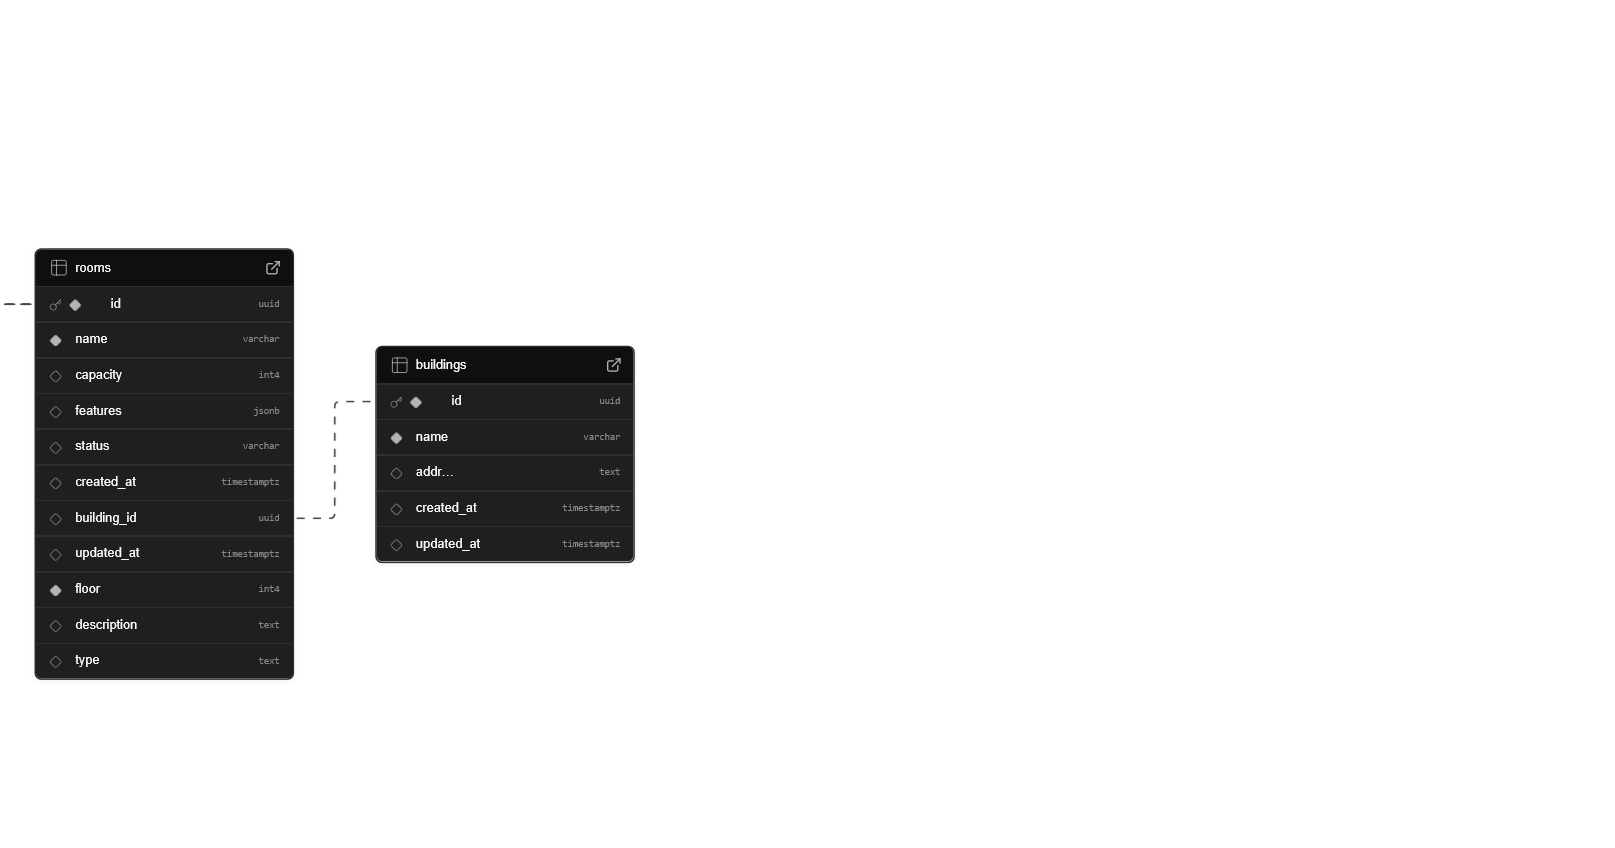 rooms
id uuid
name varchar
capacity int4
features jsonb
status varchar
created_at timestamptz
building_id uuid
updated_at timestamptz
floor int4
description text
type text
buildings
id uuid
name varchar
addr... text
created_at timestamptz
updated_at timestamptz